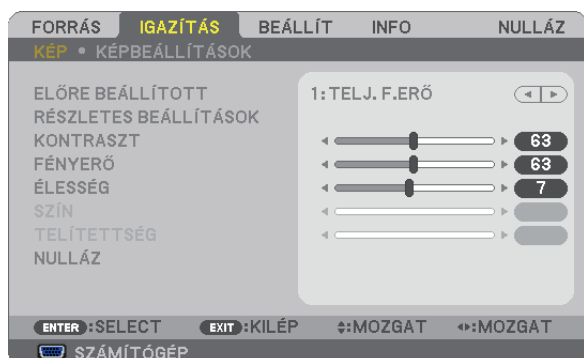 FORRÁS IGAZÍTÁS BEÁLLÍT INFO NULLÁZ
KÉP • KÉPBEÁLLÍTÁSOK
ELŐRE BEÁLLÍTOTT 1:TELJ. F.ERŐ
RÉSZLETES BEÁLLÍTÁSOK
KONTRASZT 63
FÉNYERŐ 63
ÉLESSÉG 7
SZÍN
TELÍTETTSÉG
NULLÁZ
ENTER:SELECT EXIT:KILÉP :MOZGAT :MOZGAT
SZÁMÍTÓGÉP